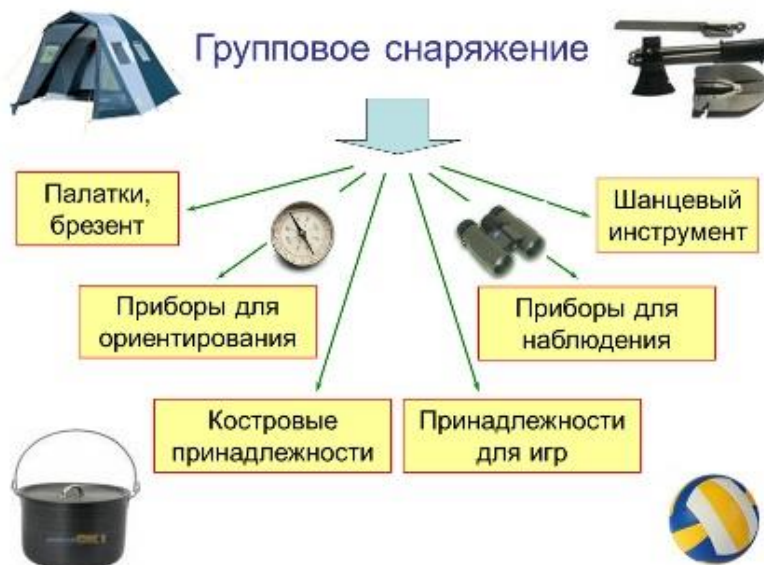 Групповое снаряжение
Палатки,
брезент
Шанцевый
инструмент
Приборы для
ориентирования
Приборы для
наблюдения
Костровые
принадлежности
Принадлежности
для игр